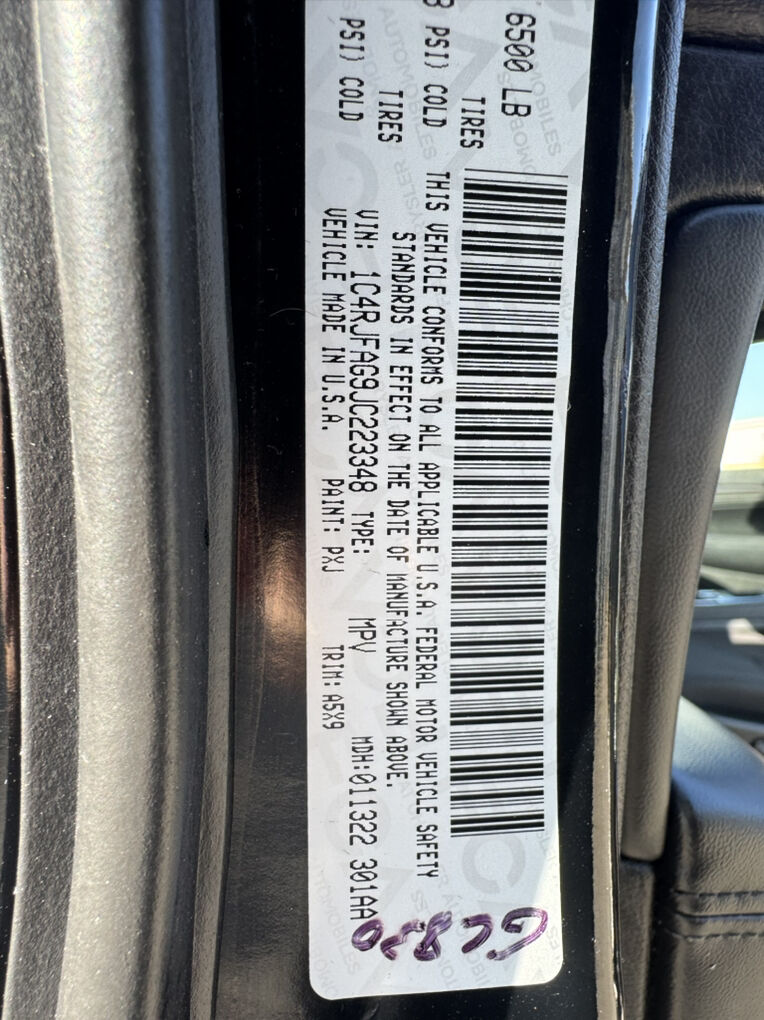 6500 LB
TIRES
8 PSI) COLD
TIRES
PSI) COLD
THIS VEHICLE CONFORMS TO ALL APPLICABLE U.S.A. FEDERAL MOTOR VEHICLE SAFETY
STANDARDS IN EFFECT ON THE DATE OF MANUFACTURE SHOWN ABOVE.
VIN: 1C4RJFAG9JC223348 TYPE: MPV MDH:011322 301AA
VEHICLE MADE IN U.S.A. PAINT: PXJ TRIM: A5X9
GC830